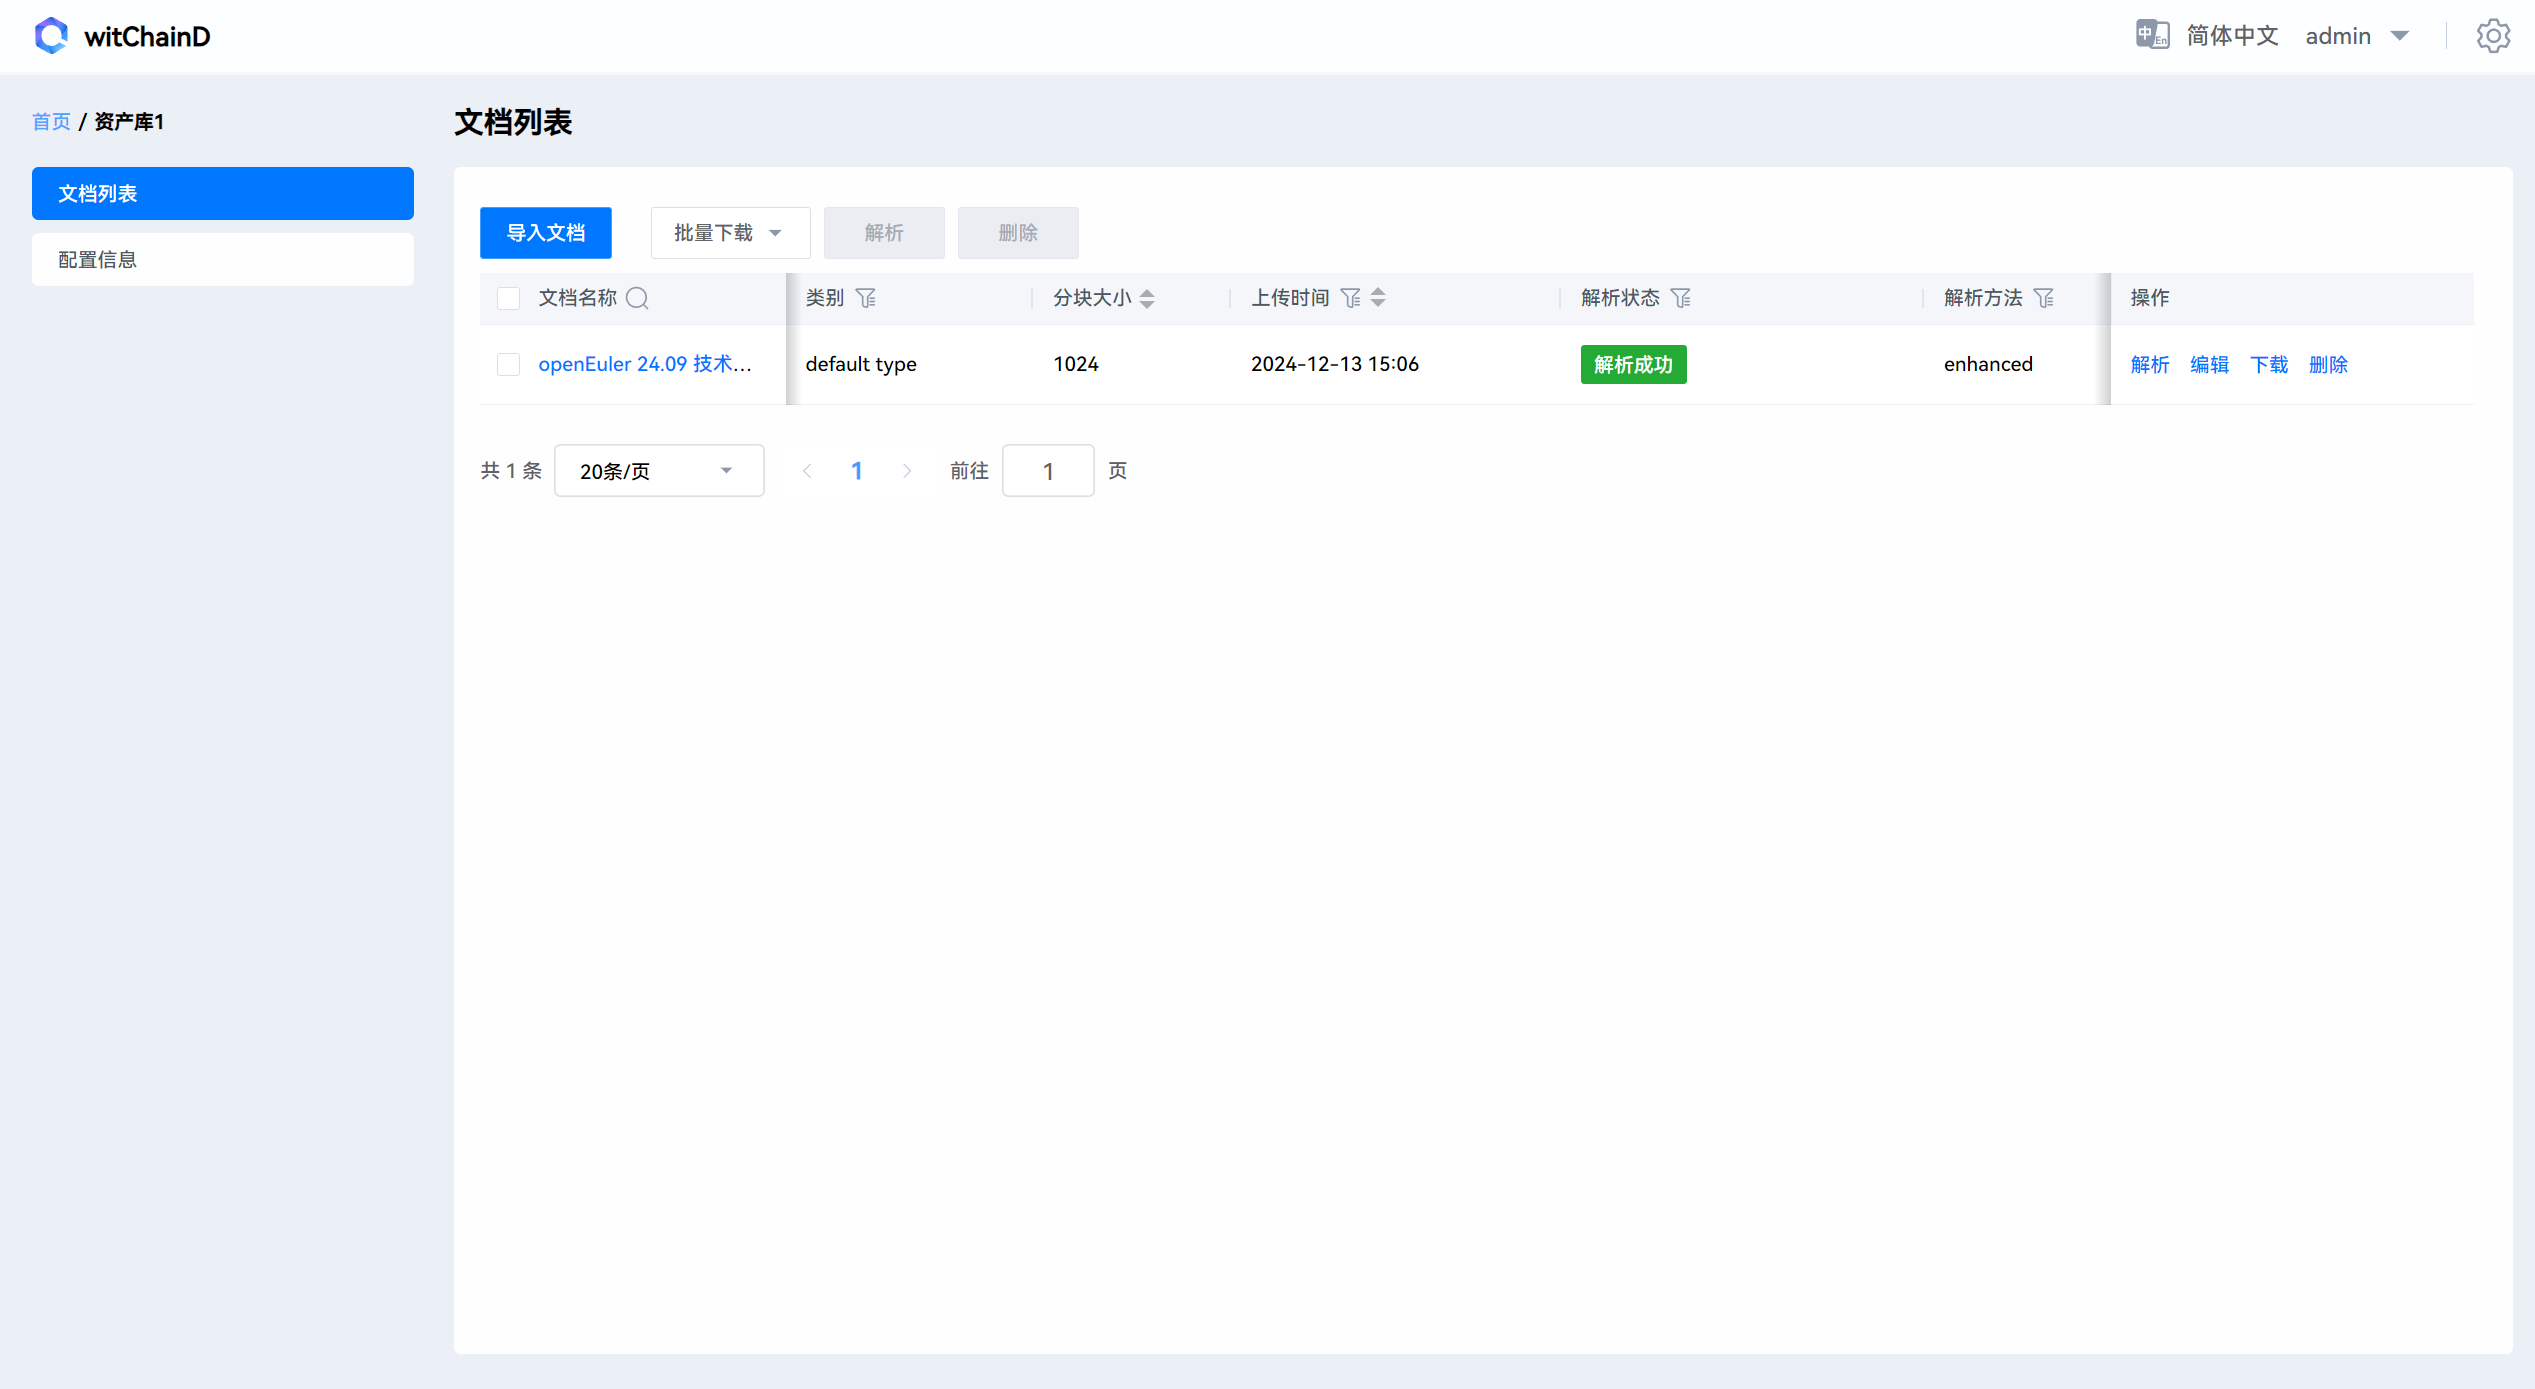 witChainD
中 En 简体中文 admin
首页 / 资产库1
文档列表
配置信息
文档列表
导入文档 批量下载 解析 删除
文档名称 类别 分块大小 上传时间 解析状态 解析方法 操作
openEuler 24.09 技术... default type 1024 2024-12-13 15:06 解析成功 enhanced 解析 编辑 下载 删除
共 1 条 20条/页 1 前往 1 页